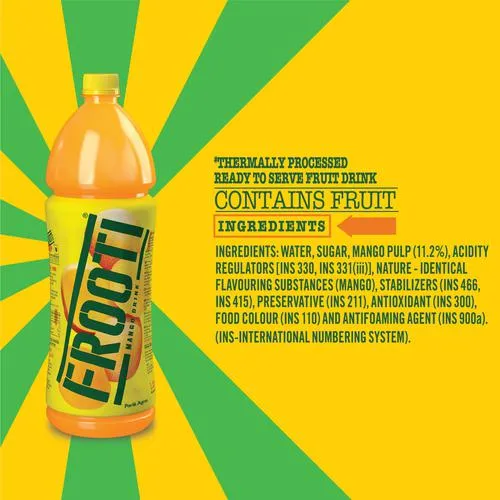 FROOTI
®
MANGO DRINK
Parle Agro
#THERMALLY PROCESSED
READY TO SERVE FRUIT DRINK
CONTAINS FRUIT
INGREDIENTS
INGREDIENTS: WATER, SUGAR, MANGO PULP (11.2%), ACIDITY
REGULATORS [INS 330, INS 331(iii)], NATURE - IDENTICAL
FLAVOURING SUBSTANCES (MANGO), STABILIZERS (INS 466,
INS 415), PRESERVATIVE (INS 211), ANTIOXIDANT (INS 300),
FOOD COLOUR (INS 110) AND ANTIFOAMING AGENT (INS 900a).
(INS-INTERNATIONAL NUMBERING SYSTEM).